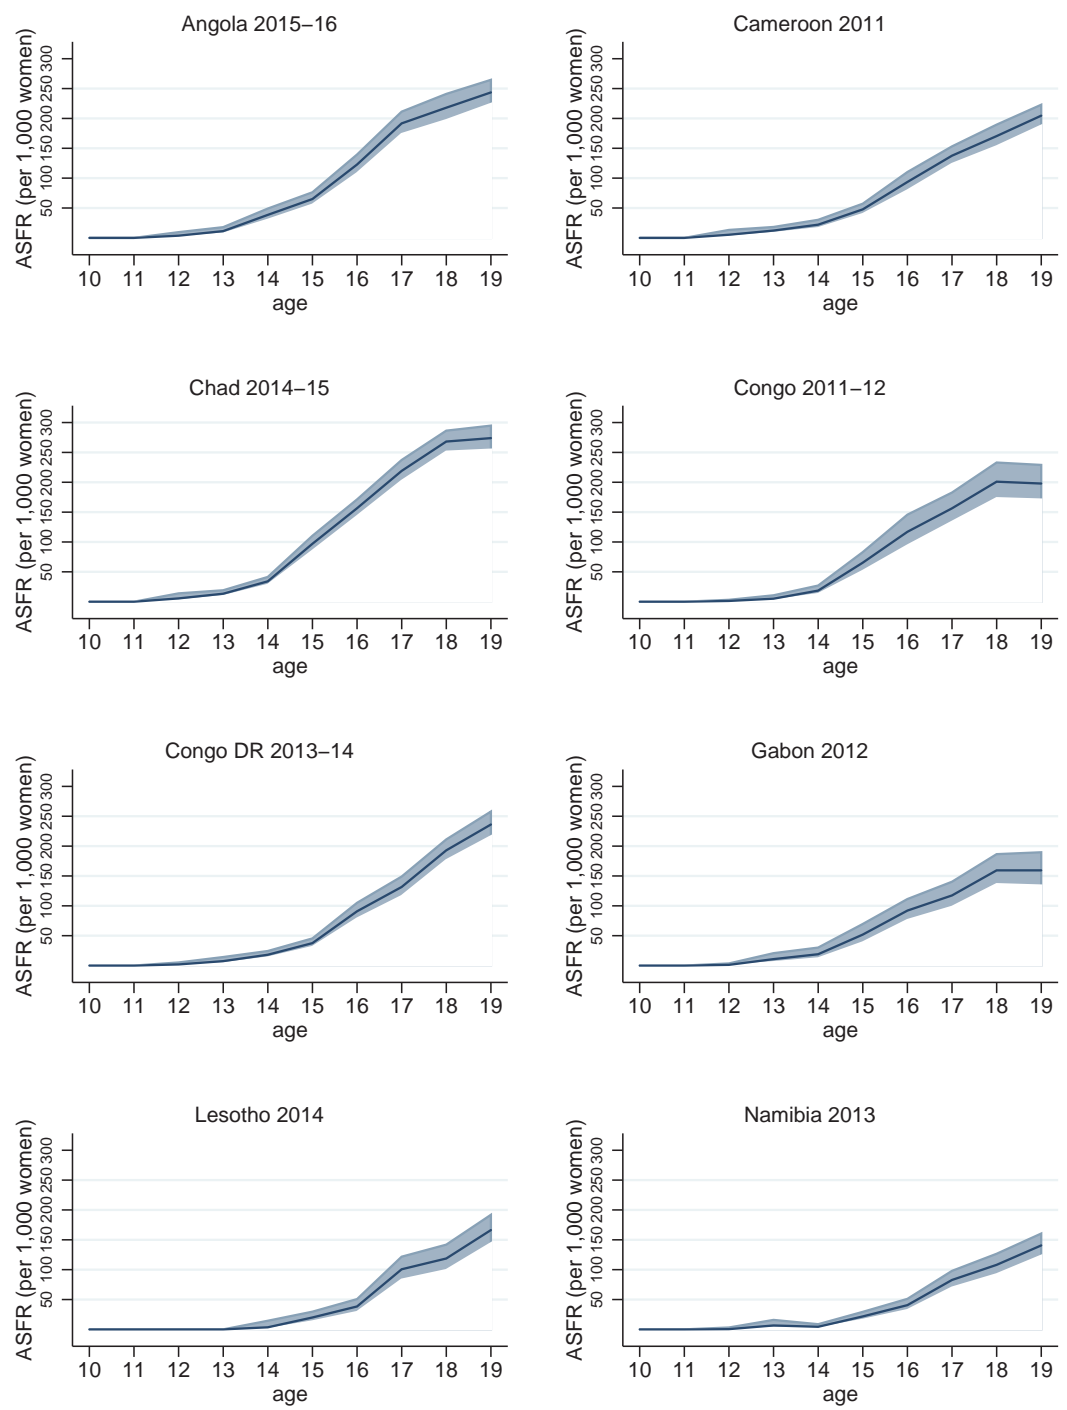 Angola 2015–16
ASFR (per 1,000 women)
50 100 150 200 250 300
10 11 12 13 14 15 16 17 18 19
age
Cameroon 2011
ASFR (per 1,000 women)
50 100 150 200 250 300
10 11 12 13 14 15 16 17 18 19
age
Chad 2014–15
ASFR (per 1,000 women)
50 100 150 200 250 300
10 11 12 13 14 15 16 17 18 19
age
Congo 2011–12
ASFR (per 1,000 women)
50 100 150 200 250 300
10 11 12 13 14 15 16 17 18 19
age
Congo DR 2013–14
ASFR (per 1,000 women)
50 100 150 200 250 300
10 11 12 13 14 15 16 17 18 19
age
Gabon 2012
ASFR (per 1,000 women)
50 100 150 200 250 300
10 11 12 13 14 15 16 17 18 19
age
Lesotho 2014
ASFR (per 1,000 women)
50 100 150 200 250 300
10 11 12 13 14 15 16 17 18 19
age
Namibia 2013
ASFR (per 1,000 women)
50 100 150 200 250 300
10 11 12 13 14 15 16 17 18 19
age